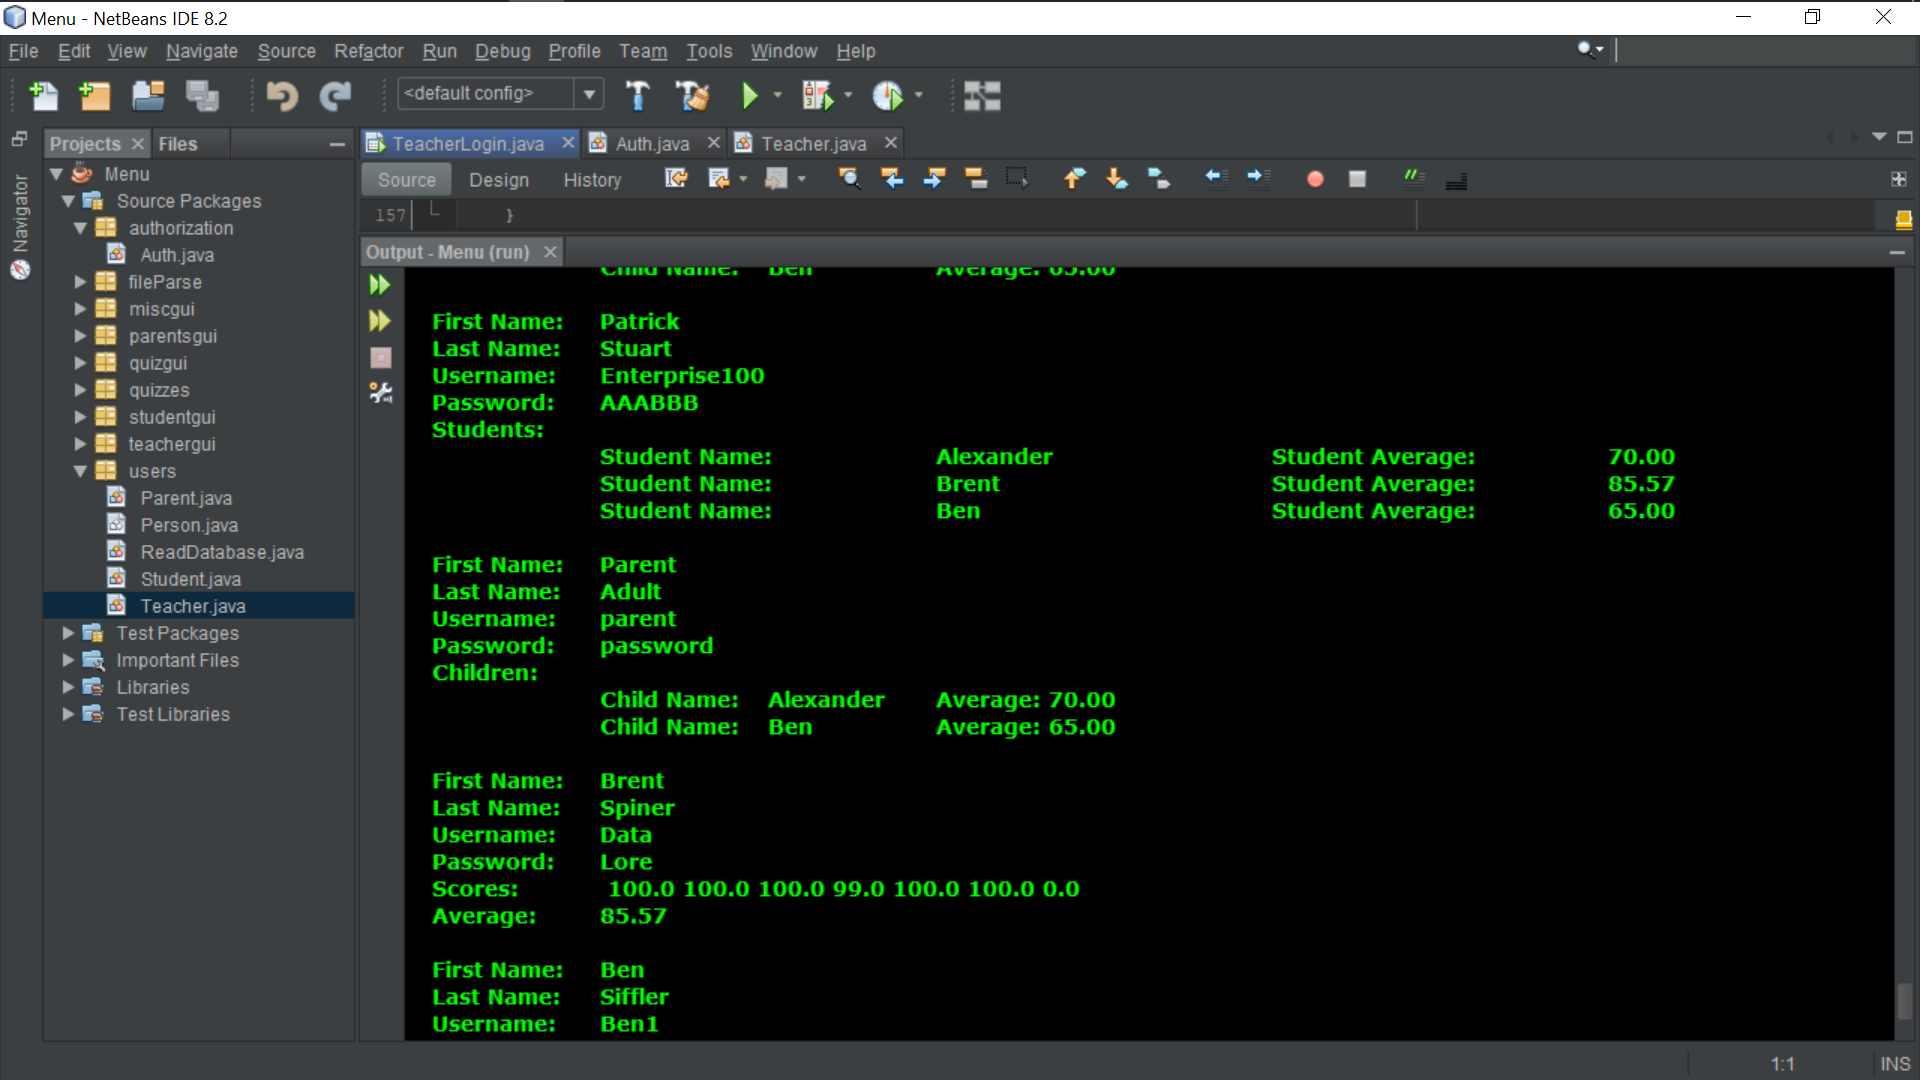 Menu - NetBeans IDE 8.2
File Edit View Navigate Source Refactor Run Debug Profile Team Tools Window Help
<default config>
Projects Files
TeacherLogin.java Auth.java Teacher.java
Source Design History
157 }
Navigator
Menu
Source Packages
authorization
Auth.java
fileParse
miscgui
parentsgui
quizgui
quizzes
studentgui
teachergui
users
Parent.java
Person.java
ReadDatabase.java
Student.java
Teacher.java
Test Packages
Important Files
Libraries
Test Libraries
Output - Menu (run)
Child Name: Ben Average: 65.00
First Name: Patrick
Last Name: Stuart
Username: Enterprise100
Password: AAABBB
Students:
Student Name: Alexander Student Average: 70.00
Student Name: Brent Student Average: 85.57
Student Name: Ben Student Average: 65.00
First Name: Parent
Last Name: Adult
Username: parent
Password: password
Children:
Child Name: Alexander Average: 70.00
Child Name: Ben Average: 65.00
First Name: Brent
Last Name: Spiner
Username: Data
Password: Lore
Scores: 100.0 100.0 100.0 99.0 100.0 100.0 0.0
Average: 85.57
First Name: Ben
Last Name: Siffler
Username: Ben1
1:1 INS